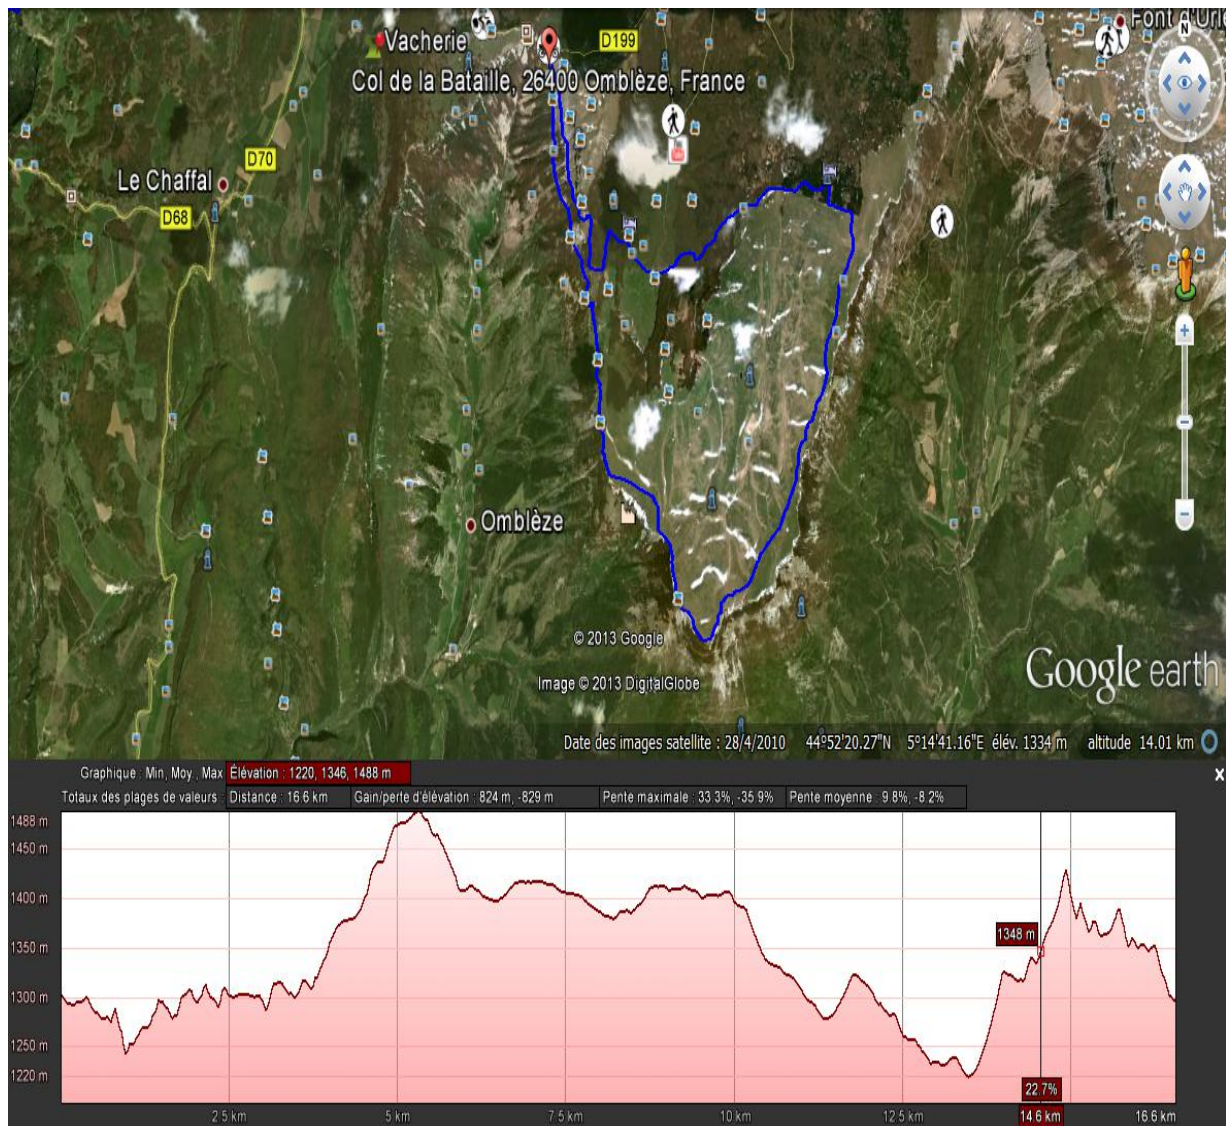 Font d'Ur
N
Vacherie
D199
Col de la Bataille, 26400 Omblèze, France
D70
Le Chaffal
D68
Omblèze
© 2013 Google
Image © 2013 DigitalGlobe
Google earth
Date des images satellite : 28/4/2010 44°52'20.27"N 5°14'41.16"E élév. 1334 m altitude 14.01 km
Graphique : Min, Moy., Max Élévation : 1220, 1346, 1488 m x
Totaux des plages de valeurs : Distance : 16.6 km Gain/perte d'élévation : 824 m, -829 m Pente maximale : 33.3%, -35.9% Pente moyenne : 9.8%, -8.2%
1488 m
1450 m
1400 m
1350 m
1348 m
1300 m
1250 m
1220 m
22.7%
2.5 km 5 km 7.5 km 10 km 12.5 km 14.6 km 16.6 km